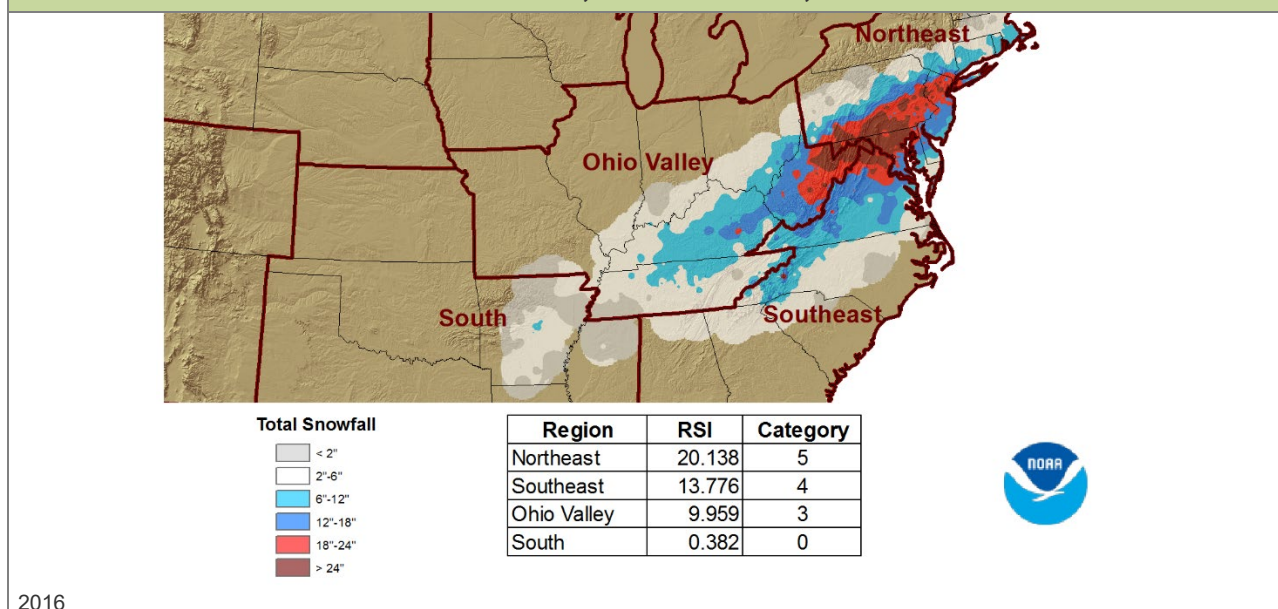 Northeast
Ohio Valley
South
Southeast
Total Snowfall
< 2"
2"-6"
6"-12"
12"-18"
18"-24"
> 24"
Region RSI Category
Northeast 20.138 5
Southeast 13.776 4
Ohio Valley 9.959 3
South 0.382 0
NOAA
2016